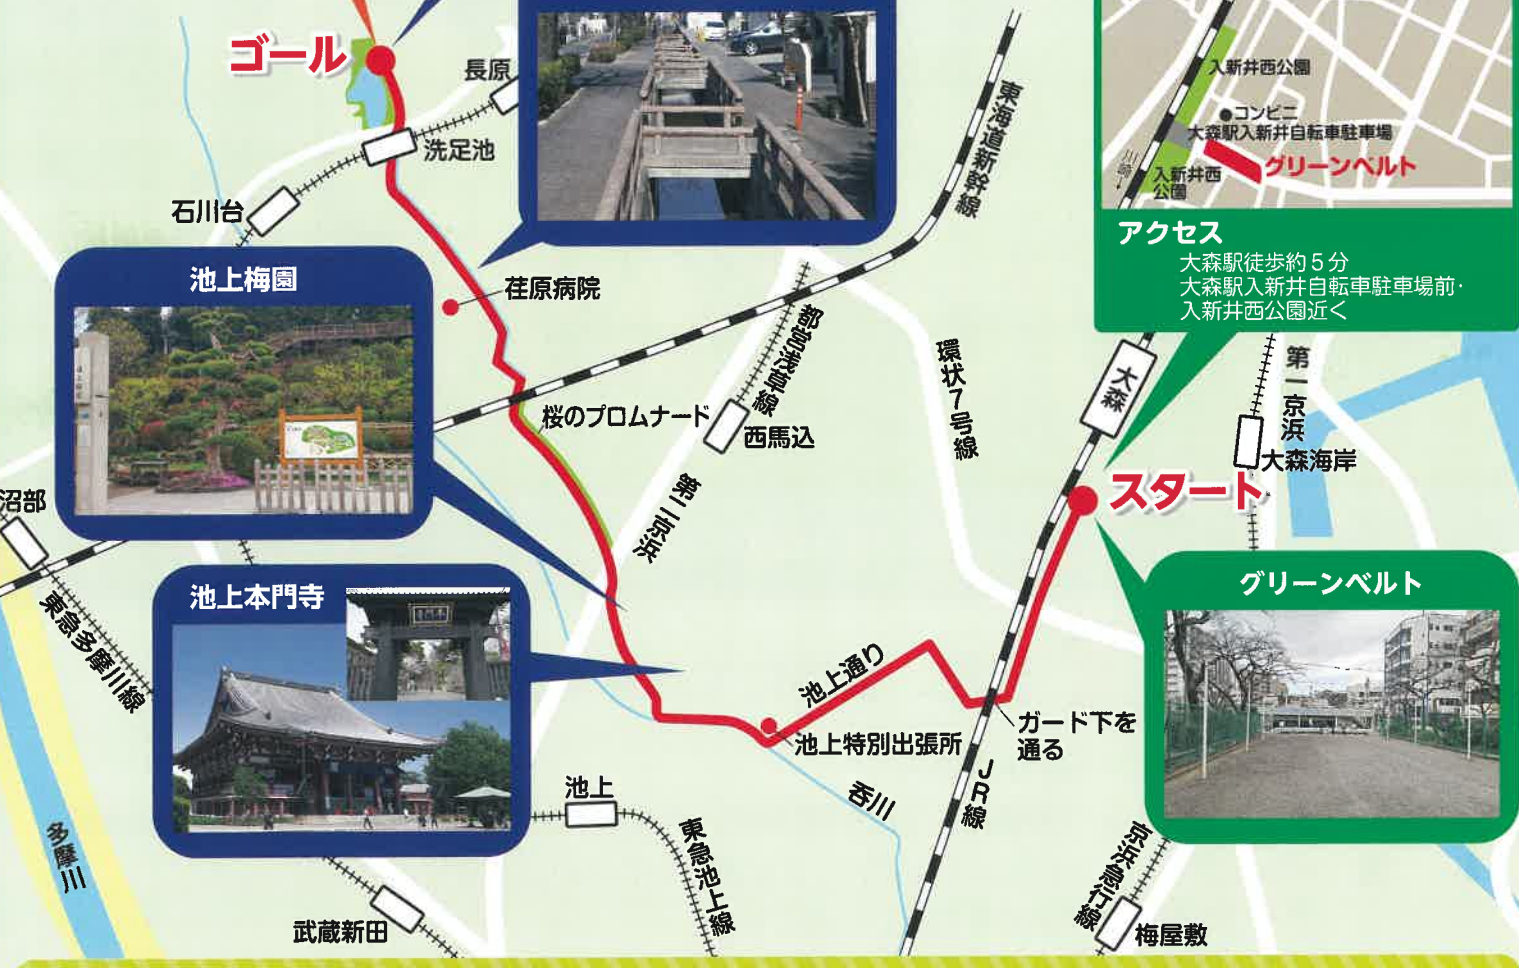 ゴール
長原
洗足池
石川台
入新井西公園
コンビニ
大森駅入新井自転車駐車場
グリーンベルト
川崎
入新井西
公園
アクセス
大森駅徒歩約5分
大森駅入新井自転車駐車場前・
入新井西公園近く
東海道新幹線
池上梅園
荏原病院
都営浅草線
環状7号線
大森
第一京浜
桜のプロムナード
西馬込
大森海岸
スタート
沼部
第二京浜
グリーンベルト
池上本門寺
東急多摩川線
池上通り
ガード下を
通る
池上特別出張所
JR線
呑川
池上
東急池上線
多摩川
京浜急行線
武蔵新田
梅屋敷